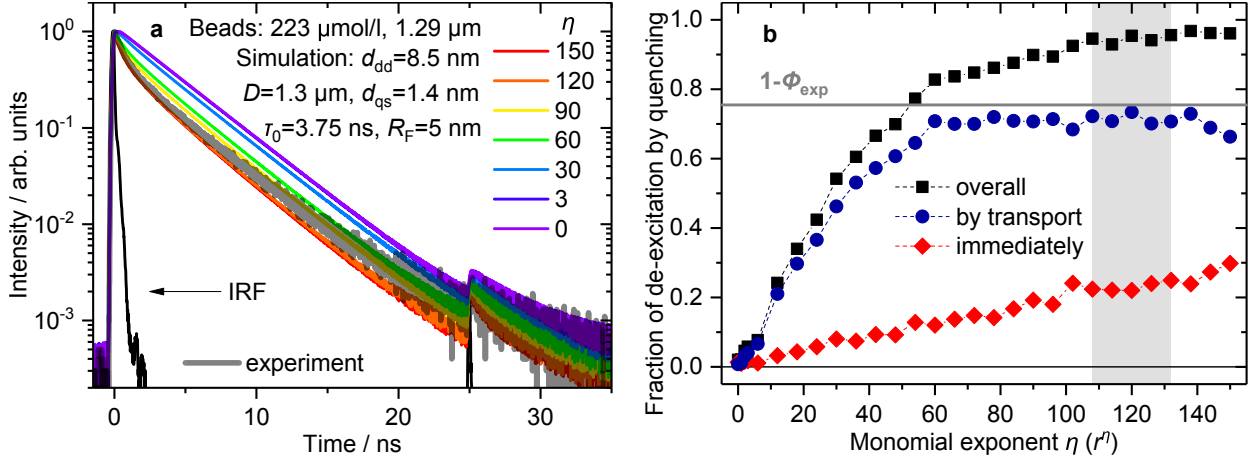 a
Beads: 223 µmol/l, 1.29 µm
Simulation: d_dd=8.5 nm
D=1.3 µm, d_qs=1.4 nm
τ_0=3.75 ns, R_F=5 nm
η
150
120
90
60
30
3
0
IRF
experiment
10^0
10^-1
10^-2
10^-3
Intensity / arb. units
0
10
20
30
Time / ns
b
1-Φ_exp
overall
by transport
immediately
1.0
0.8
0.6
0.4
0.2
0.0
Fraction of de-excitation by quenching
0
20
40
60
80
100
120
140
Monomial exponent η (r^η)